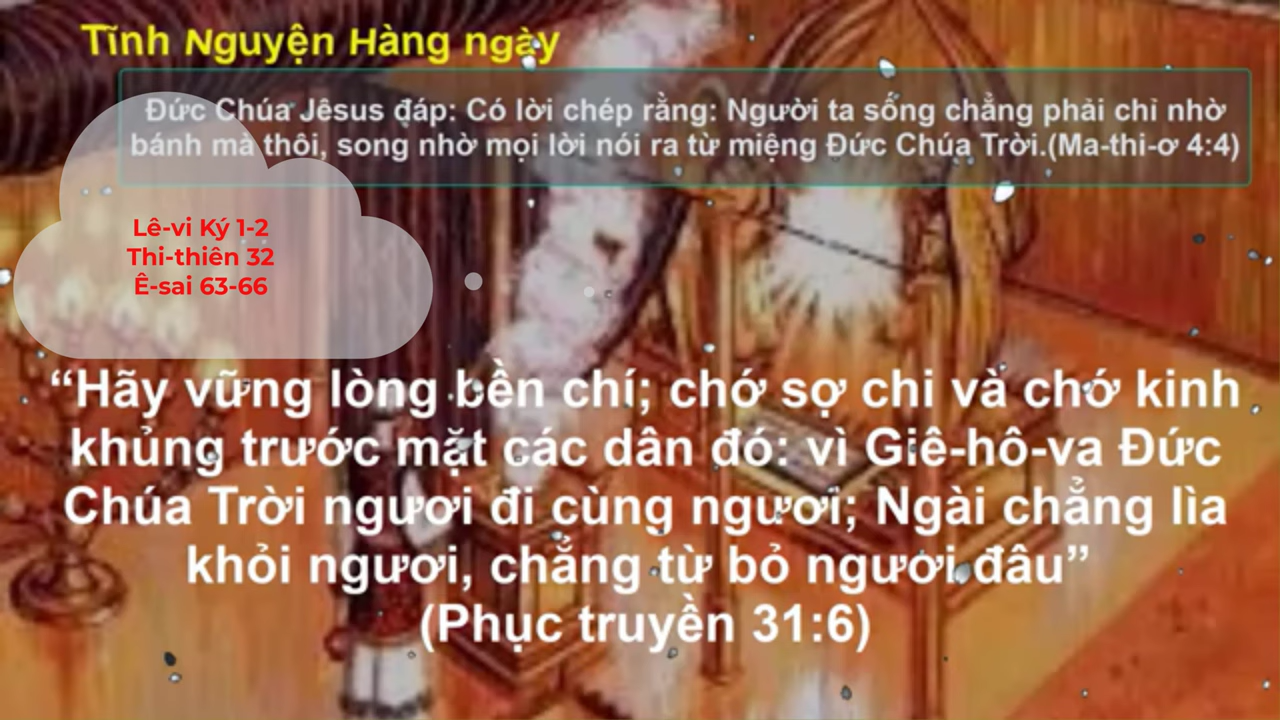 Tĩnh Nguyện Hàng ngày
Đức Chúa Jêsus đáp: Có lời chép rằng: Người ta sống chẳng phải chỉ nhờ
bánh mà thôi, song nhờ mọi lời nói ra từ miệng Đức Chúa Trời.(Ma-thi-ơ 4:4)
Lê-vi Ký 1-2
Thi-thiên 32
Ê-sai 63-66
“Hãy vững lòng bền chí; chớ sợ chi và chớ kinh
khủng trước mặt các dân đó: vì Giê-hô-va Đức
Chúa Trời ngươi đi cùng ngươi; Ngài chẳng lìa
khỏi ngươi, chẳng từ bỏ ngươi đâu”
(Phục truyền 31:6)